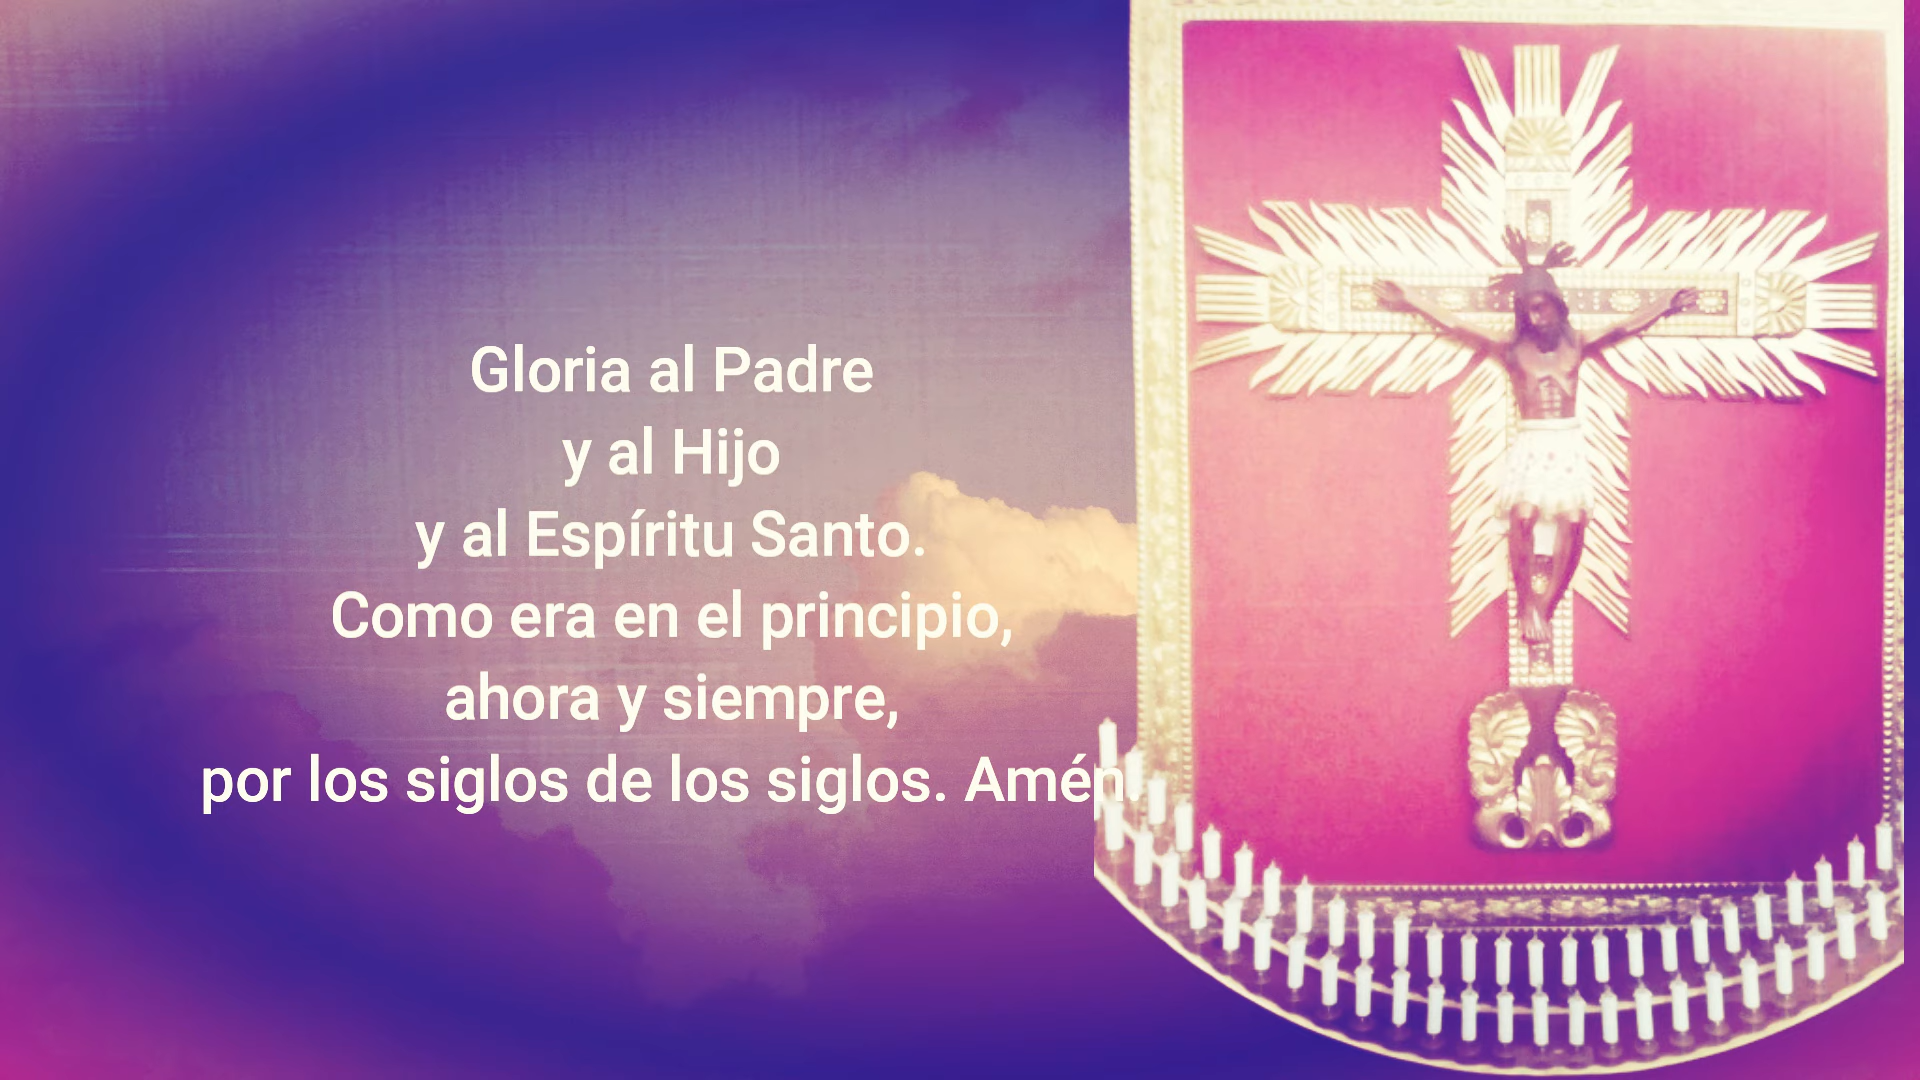 Gloria al Padre
y al Hijo
y al Espíritu Santo.
Como era en el principio,
ahora y siempre,
por los siglos de los siglos. Amén.